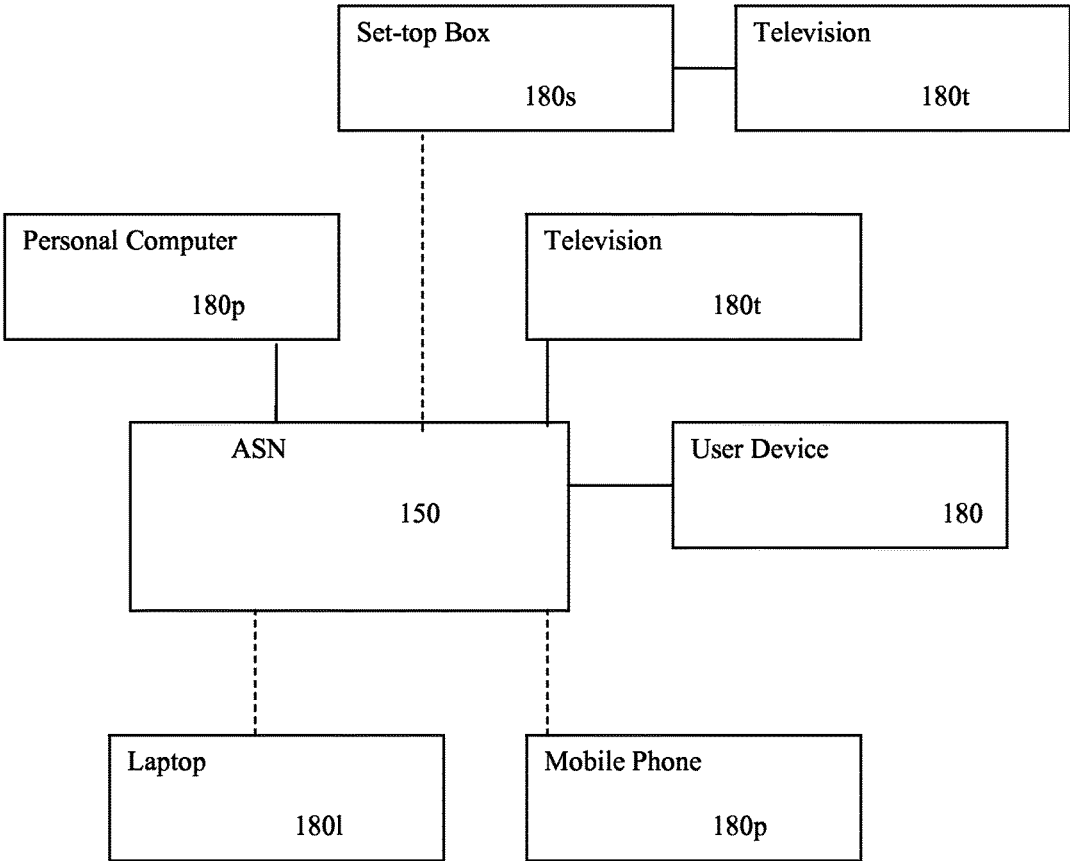 Set-top Box
180s
Television
180t
Personal Computer
180p
Television
180t
ASN
150
User Device
180
Laptop
180l
Mobile Phone
180p